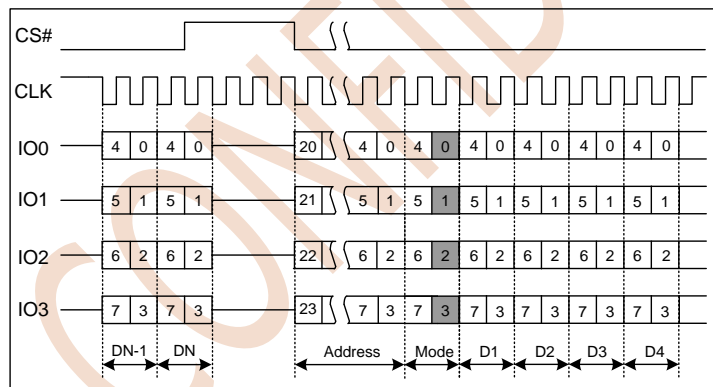 CS#
CLK
IO0 4 0 4 0 20 4 0 4 0 4 0 4 0 4 0 4 0
IO1 5 1 5 1 21 5 1 5 1 5 1 5 1 5 1 5 1
IO2 6 2 6 2 22 6 2 6 2 6 2 6 2 6 2 6 2
IO3 7 3 7 3 23 7 3 7 3 7 3 7 3 7 3 7 3
DN-1 DN Address Mode D1 D2 D3 D4
CONFID